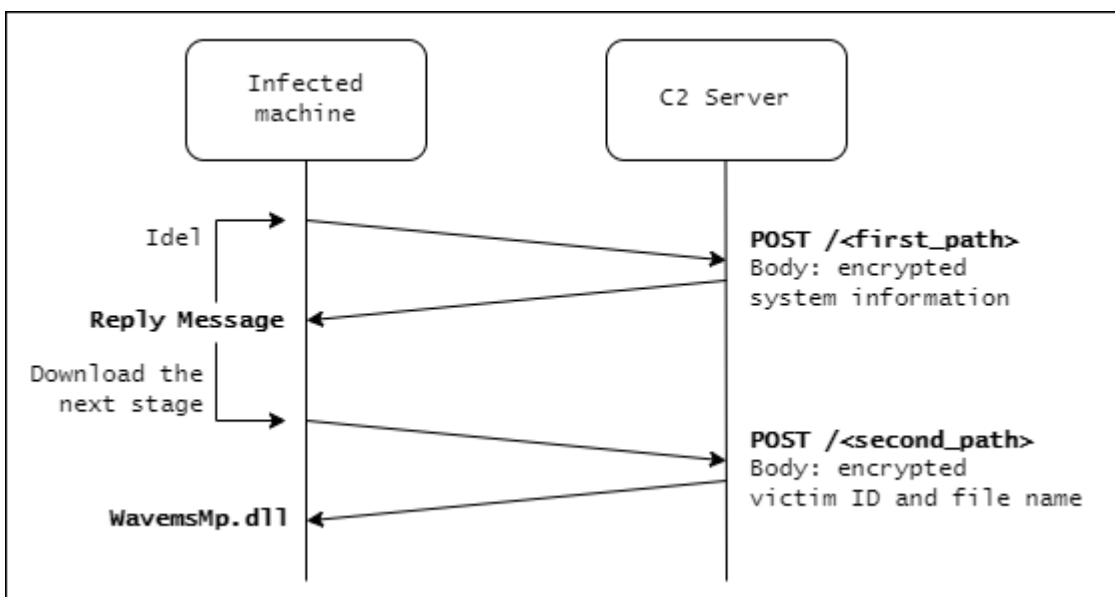 Infected
machine
C2 Server
Idel
POST /<first_path>
Body: encrypted
system information
Reply Message
Download the
next stage
POST /<second_path>
Body: encrypted
victim ID and file name
WavemsMp.dll